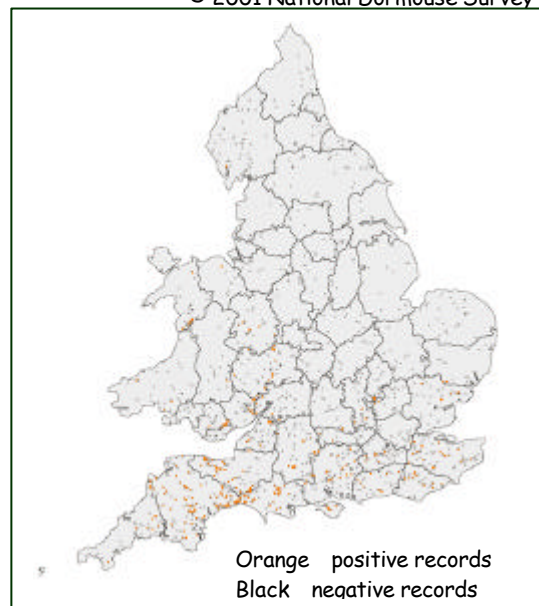 © 2001 National Dormouse Survey
Orange positive records
Black negative records